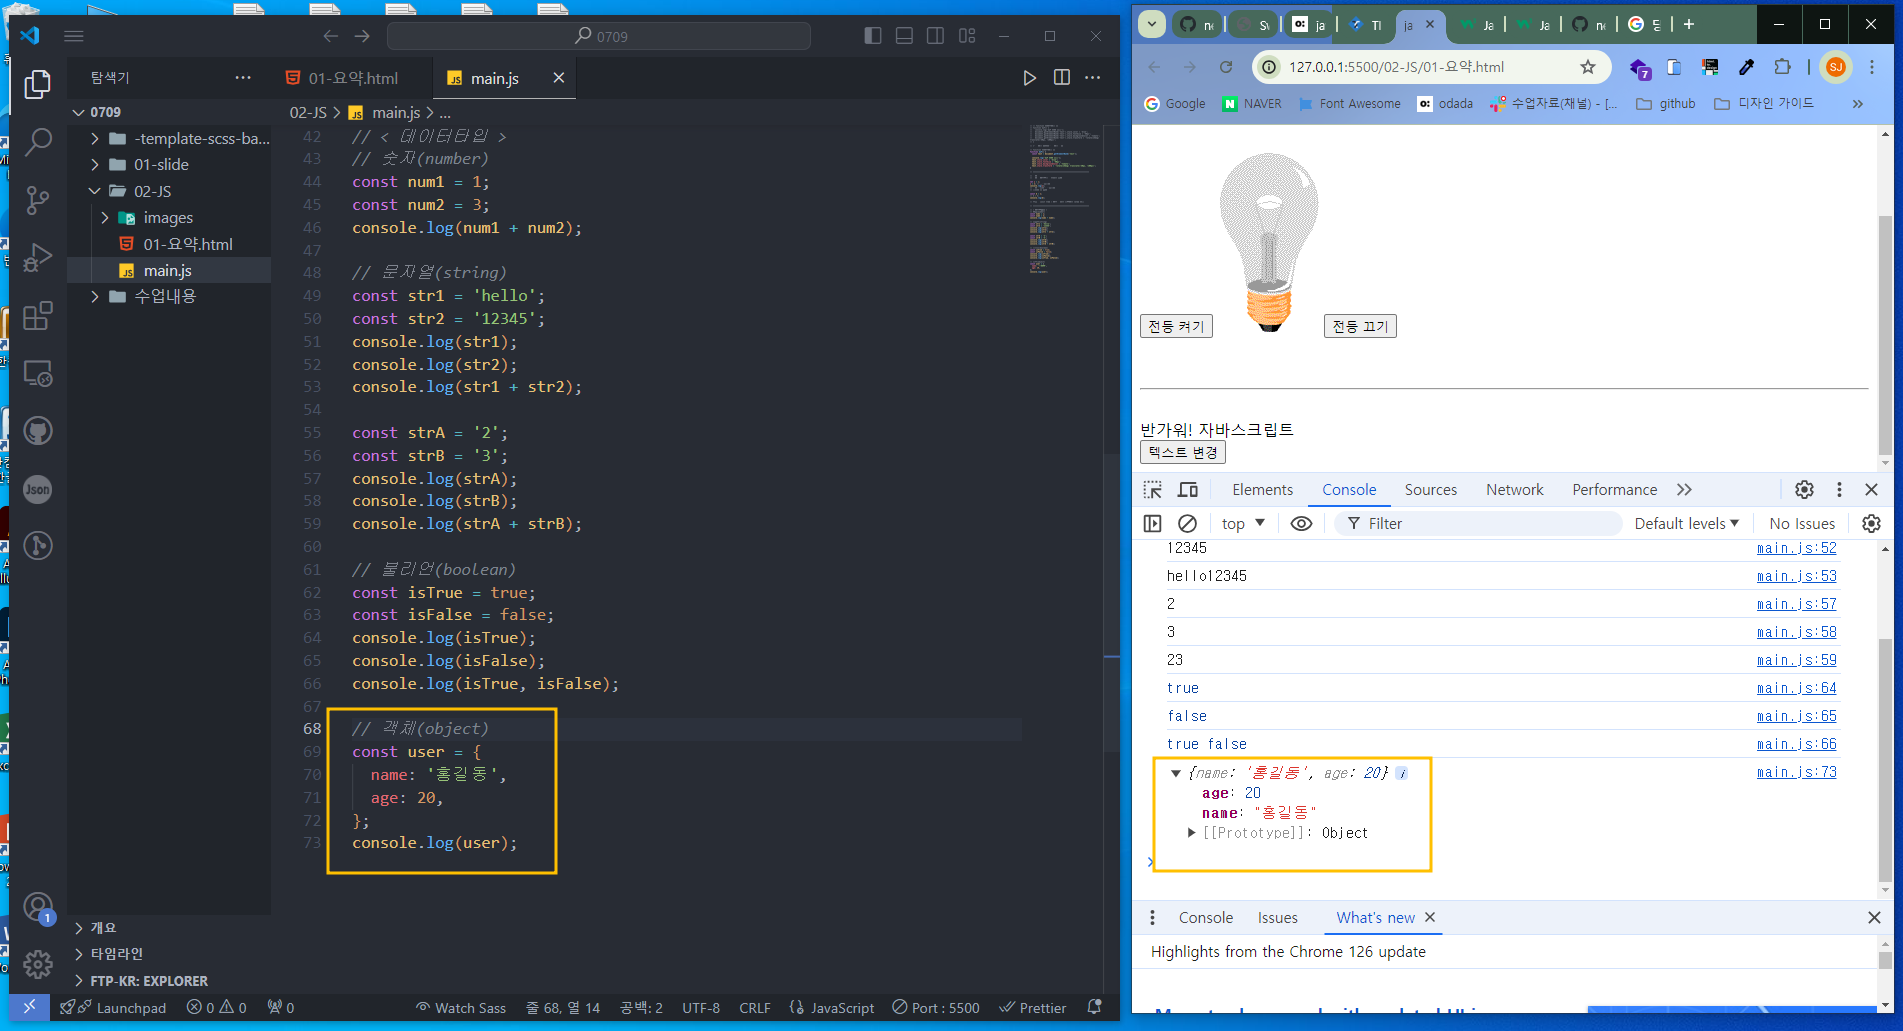 0709
탐색기
01-요약.html
main.js
0709
-template-scss-ba...
01-slide
02-JS
images
01-요약.html
main.js
수업내용
개요
타임라인
FTP-KR: EXPLORER
Json
1
02-JS > main.js > ...
42 // < 데이터타입 >
43 // 숫자(number)
44 const num1 = 1;
45 const num2 = 3;
46 console.log(num1 + num2);
47
48 // 문자열(string)
49 const str1 = 'hello';
50 const str2 = '12345';
51 console.log(str1);
52 console.log(str2);
53 console.log(str1 + str2);
54
55 const strA = '2';
56 const strB = '3';
57 console.log(strA);
58 console.log(strB);
59 console.log(strA + strB);
60
61 // 불리언(boolean)
62 const isTrue = true;
63 const isFalse = false;
64 console.log(isTrue);
65 console.log(isFalse);
66 console.log(isTrue, isFalse);
67
68 // 객체(object)
69 const user = {
70 name: '홍길동',
71 age: 20,
72 };
73 console.log(user);
Launchpad 0 0 0 Watch Sass 줄 68, 열 14 공백: 2 UTF-8 CRLF {} JavaScript Port : 5500 Prettier
ja
127.0.0.1:5500/02-JS/01-요약.html
7
SJ
Google NAVER Font Awesome odada 수업자료(채널) - [... github 디자인 가이드 »
전등 켜기
전등 끄기
반가워! 자바스크립트
텍스트 변경
Elements Console Sources Network Performance
top Filter Default levels No Issues
12345 main.js:52
hello12345 main.js:53
2 main.js:57
3 main.js:58
23 main.js:59
true main.js:64
false main.js:65
true false main.js:66
{name: '홍길동', age: 20} i main.js:73
age: 20
name: "홍길동"
[[Prototype]]: Object
Console Issues What's new
Highlights from the Chrome 126 update